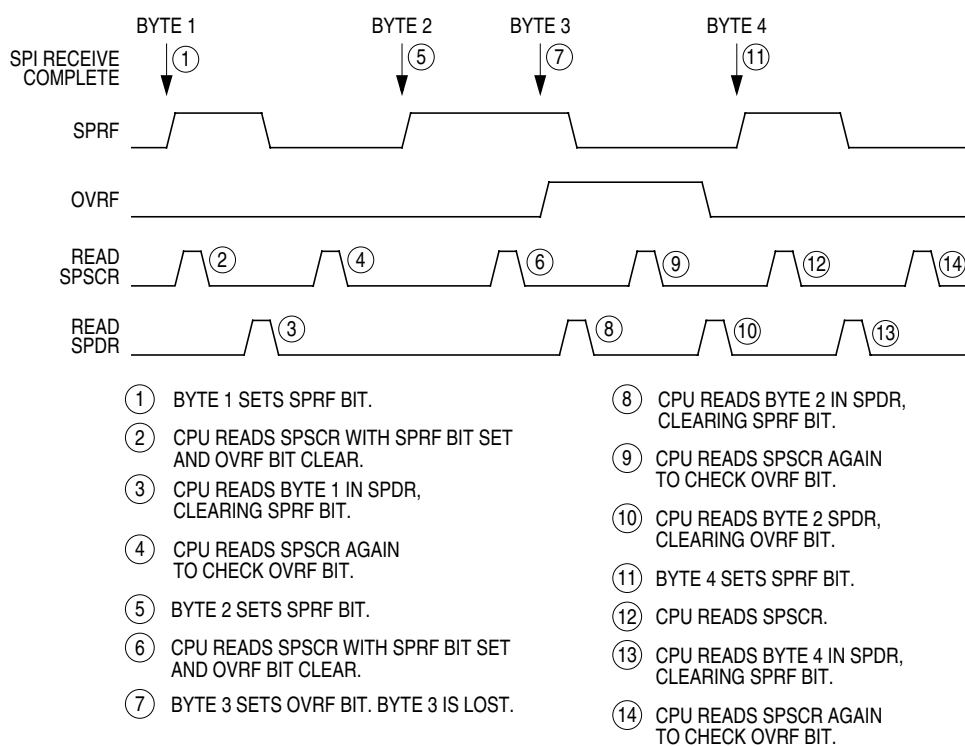 BYTE 1 BYTE 2 BYTE 3 BYTE 4
SPI RECEIVE
COMPLETE
1 5 7 11
SPRF
OVRF
READ
SPSCR
2 4 6 9 12 14
READ
SPDR
3 8 10 13
1 BYTE 1 SETS SPRF BIT.
2 CPU READS SPSCR WITH SPRF BIT SET
AND OVRF BIT CLEAR.
3 CPU READS BYTE 1 IN SPDR,
CLEARING SPRF BIT.
4 CPU READS SPSCR AGAIN
TO CHECK OVRF BIT.
5 BYTE 2 SETS SPRF BIT.
6 CPU READS SPSCR WITH SPRF BIT SET
AND OVRF BIT CLEAR.
7 BYTE 3 SETS OVRF BIT. BYTE 3 IS LOST.
8 CPU READS BYTE 2 IN SPDR,
CLEARING SPRF BIT.
9 CPU READS SPSCR AGAIN
TO CHECK OVRF BIT.
10 CPU READS BYTE 2 SPDR,
CLEARING OVRF BIT.
11 BYTE 4 SETS SPRF BIT.
12 CPU READS SPSCR.
13 CPU READS BYTE 4 IN SPDR,
CLEARING SPRF BIT.
14 CPU READS SPSCR AGAIN
TO CHECK OVRF BIT.